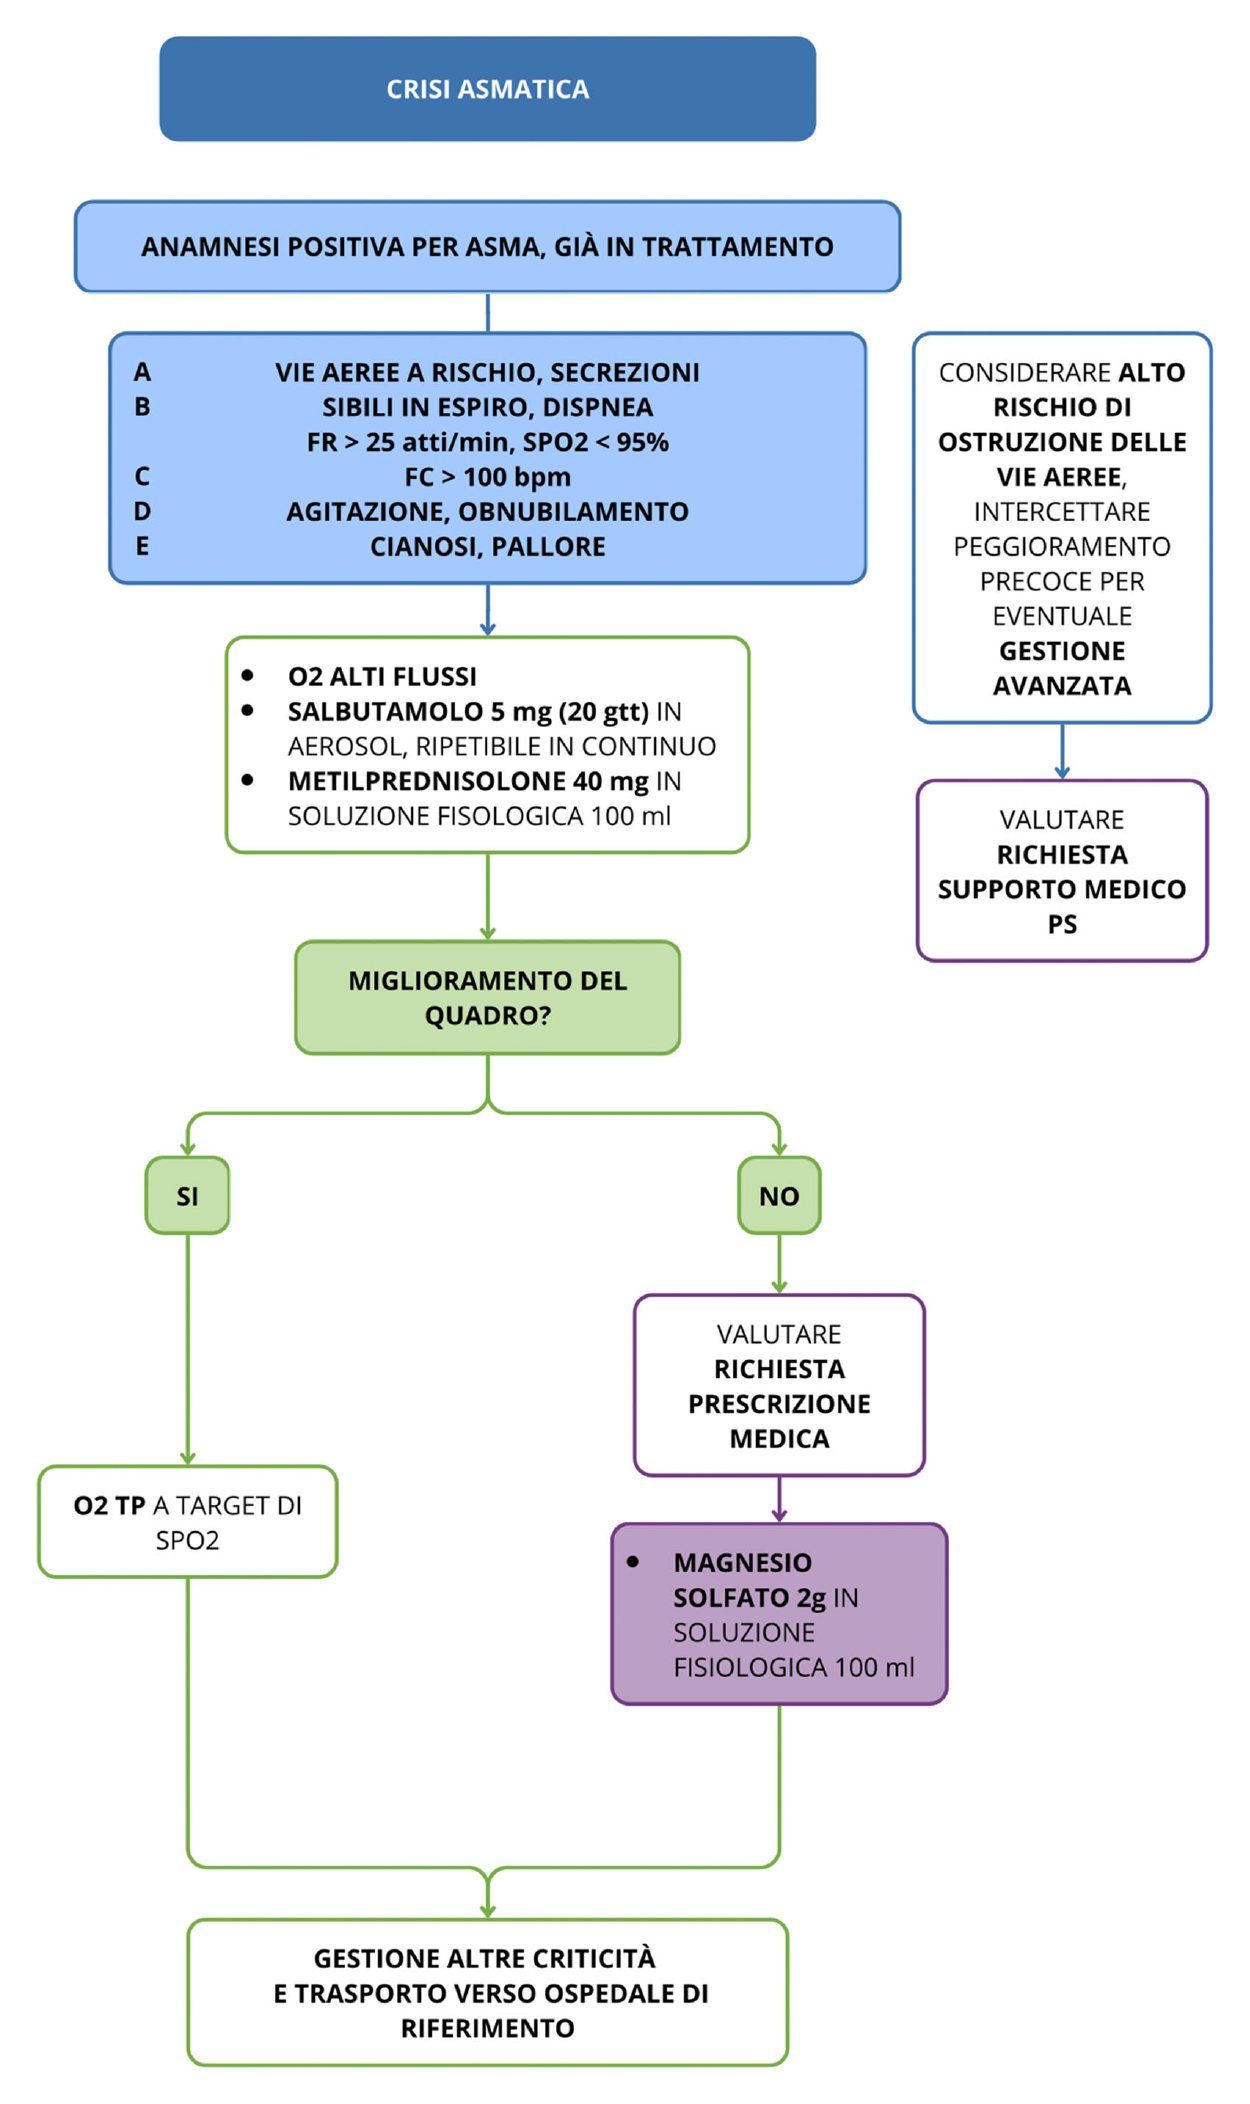 CRISI ASMATICA
ANAMNESI POSITIVA PER ASMA, GIÀ IN TRATTAMENTO
A VIE AEREE A RISCHIO, SECREZIONI
B SIBILI IN ESPIRO, DISPNEA
FR > 25 atti/min, SPO2 < 95%
C FC > 100 bpm
D AGITAZIONE, OBNUBILAMENTO
E CIANOSI, PALLORE
CONSIDERARE ALTO
RISCHIO DI
OSTRUZIONE DELLE
VIE AEREE,
INTERCETTARE
PEGGIORAMENTO
PRECOCE PER
EVENTUALE
GESTIONE
AVANZATA
VALUTARE
RICHIESTA
SUPPORTO MEDICO
PS
• O2 ALTI FLUSSI
• SALBUTAMOLO 5 mg (20 gtt) IN
AEROSOL, RIPETIBILE IN CONTINUO
• METILPREDNISOLONE 40 mg IN
SOLUZIONE FISOLOGICA 100 ml
MIGLIORAMENTO DEL
QUADRO?
SI
NO
VALUTARE
RICHIESTA
PRESCRIZIONE
MEDICA
O2 TP A TARGET DI
SPO2
• MAGNESIO
SOLFATO 2g IN
SOLUZIONE
FISIOLOGICA 100 ml
GESTIONE ALTRE CRITICITÀ
E TRASPORTO VERSO OSPEDALE DI
RIFERIMENTO